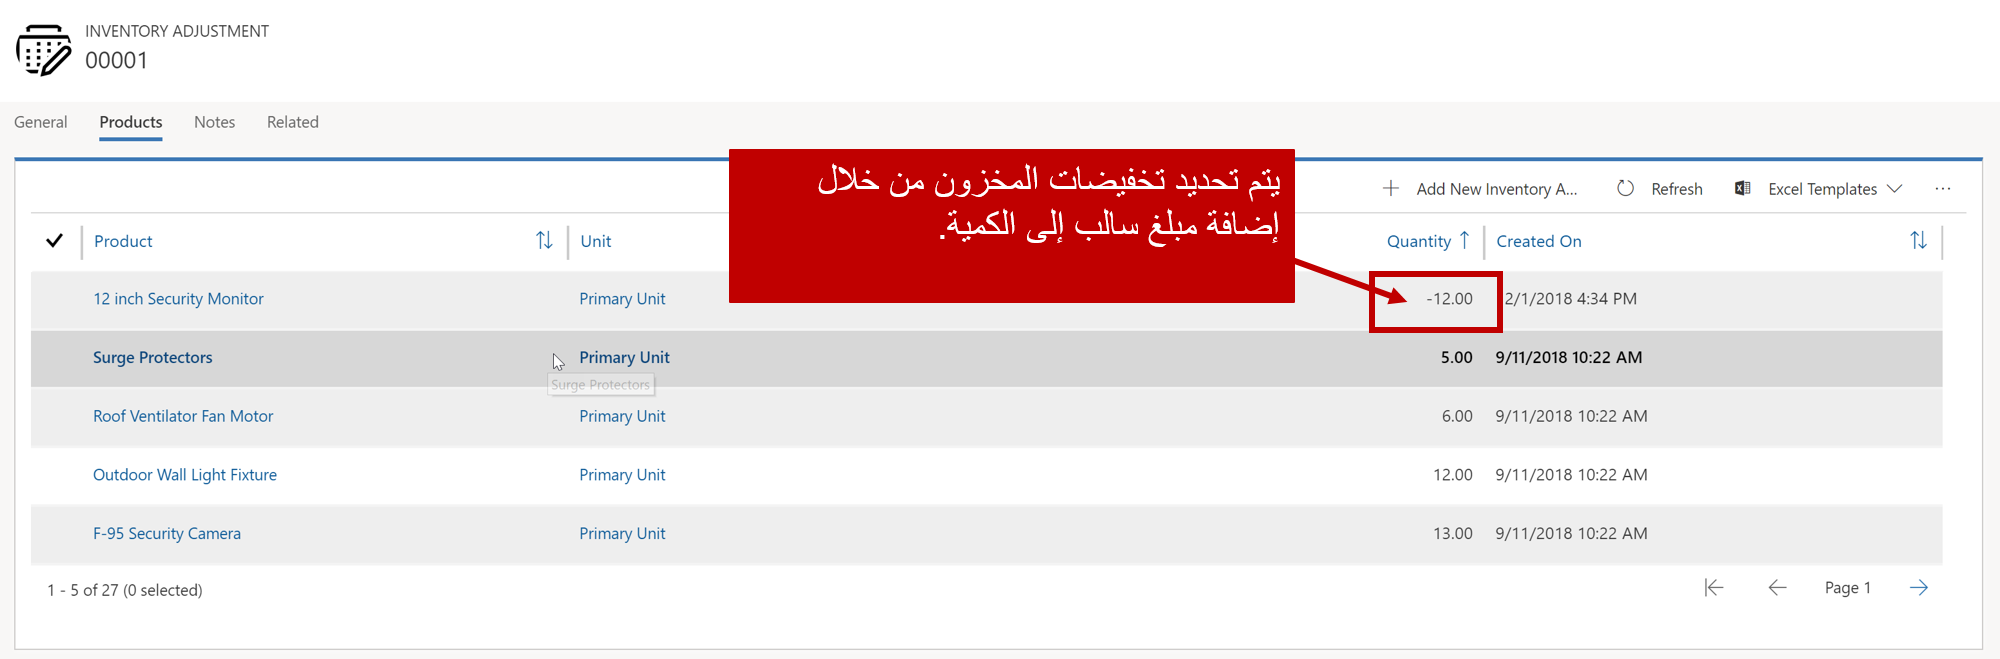 INVENTORY ADJUSTMENT
00001
General Products Notes Related
يتم تحديد تخفيضات المخزون من خلال
إضافة مبلغ سالب إلى الكمية.
Add New Inventory A... Refresh Excel Templates ...
Product Unit Quantity Created On
12 inch Security Monitor Primary Unit -12.00 2/1/2018 4:34 PM
Surge Protectors Primary Unit 5.00 9/11/2018 10:22 AM
Surge Protectors
Roof Ventilator Fan Motor Primary Unit 6.00 9/11/2018 10:22 AM
Outdoor Wall Light Fixture Primary Unit 12.00 9/11/2018 10:22 AM
F-95 Security Camera Primary Unit 13.00 9/11/2018 10:22 AM
1 - 5 of 27 (0 selected) Page 1